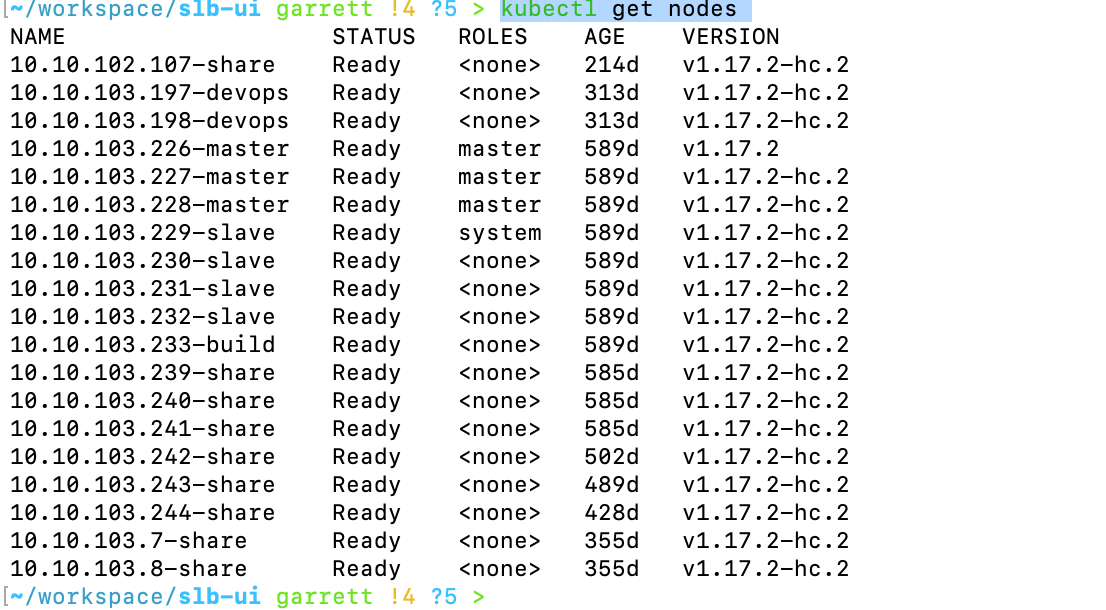 [~/workspace/slb-ui garrett !4 ?5 > kubectl get nodes
NAME STATUS ROLES AGE VERSION
10.10.102.107-share Ready <none> 214d v1.17.2-hc.2
10.10.103.197-devops Ready <none> 313d v1.17.2-hc.2
10.10.103.198-devops Ready <none> 313d v1.17.2-hc.2
10.10.103.226-master Ready master 589d v1.17.2
10.10.103.227-master Ready master 589d v1.17.2-hc.2
10.10.103.228-master Ready master 589d v1.17.2-hc.2
10.10.103.229-slave Ready system 589d v1.17.2-hc.2
10.10.103.230-slave Ready <none> 589d v1.17.2-hc.2
10.10.103.231-slave Ready <none> 589d v1.17.2-hc.2
10.10.103.232-slave Ready <none> 589d v1.17.2-hc.2
10.10.103.233-build Ready <none> 589d v1.17.2-hc.2
10.10.103.239-share Ready <none> 585d v1.17.2-hc.2
10.10.103.240-share Ready <none> 585d v1.17.2-hc.2
10.10.103.241-share Ready <none> 585d v1.17.2-hc.2
10.10.103.242-share Ready <none> 502d v1.17.2-hc.2
10.10.103.243-share Ready <none> 489d v1.17.2-hc.2
10.10.103.244-share Ready <none> 428d v1.17.2-hc.2
10.10.103.7-share Ready <none> 355d v1.17.2-hc.2
10.10.103.8-share Ready <none> 355d v1.17.2-hc.2
[~/workspace/slb-ui garrett !4 ?5 >